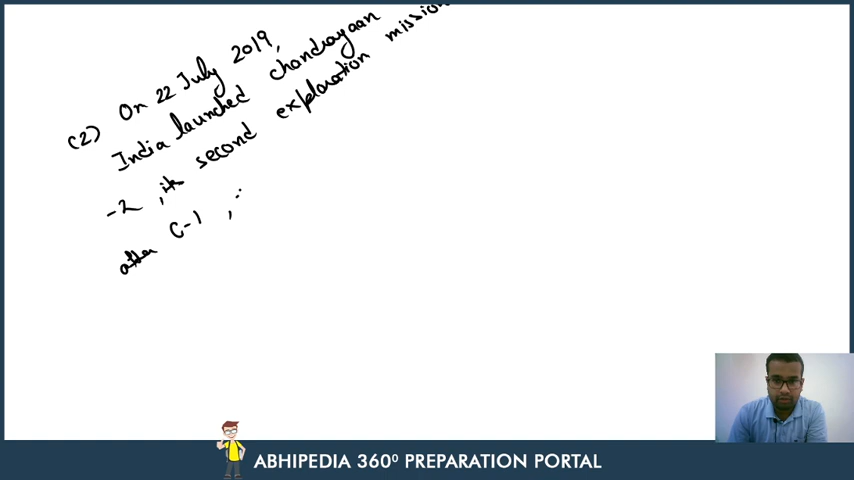 (2) On 22 July 2019,
India launched chandrayaan
-2, its second exploration mission
after C-1,
ABHIPEDIA 360° PREPARATION PORTAL